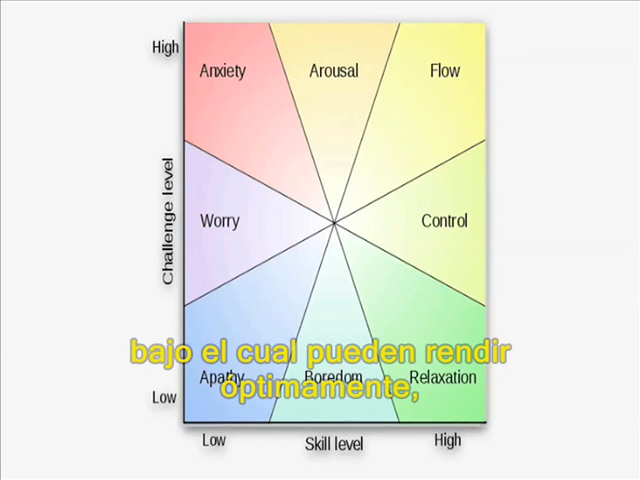 High
Anxiety Arousal Flow
Challenge level
Worry Control
bajo el cual pueden rendir
óptimamente,
Apathy Boredom Relaxation
Low
Low Skill level High